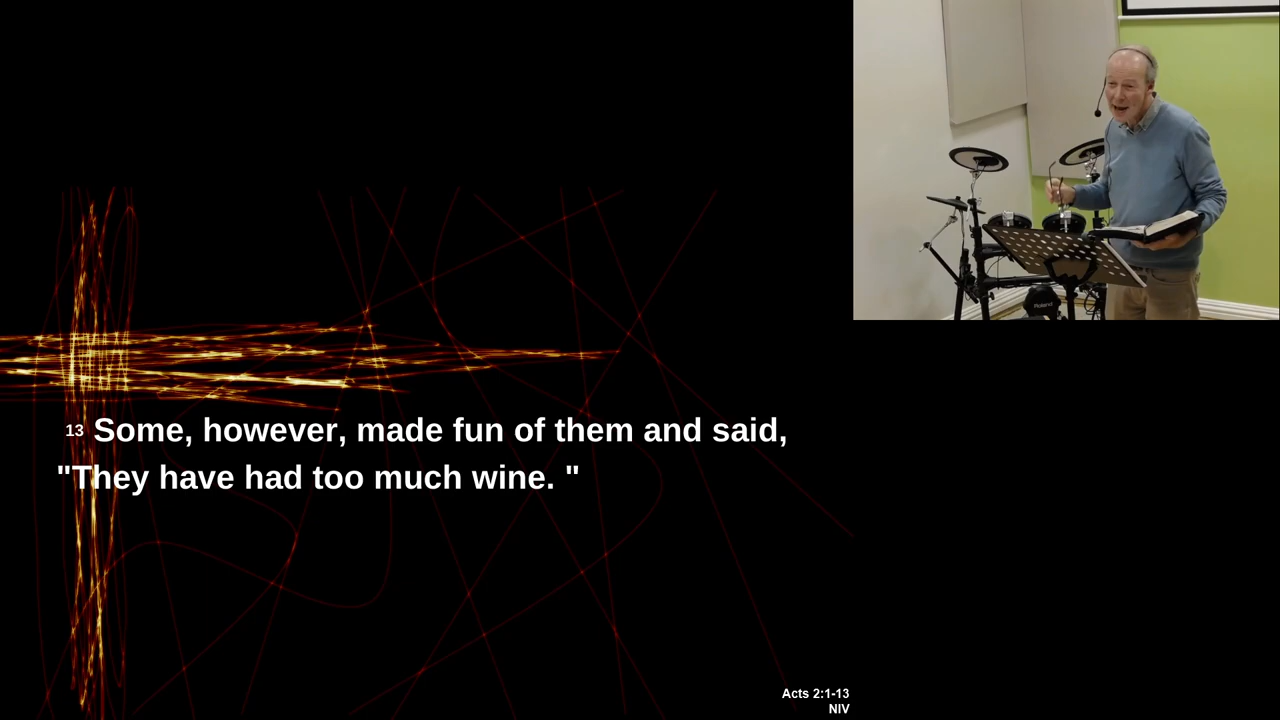 13 Some, however, made fun of them and said,
"They have had too much wine. "
Acts 2:1-13
NIV
Roland